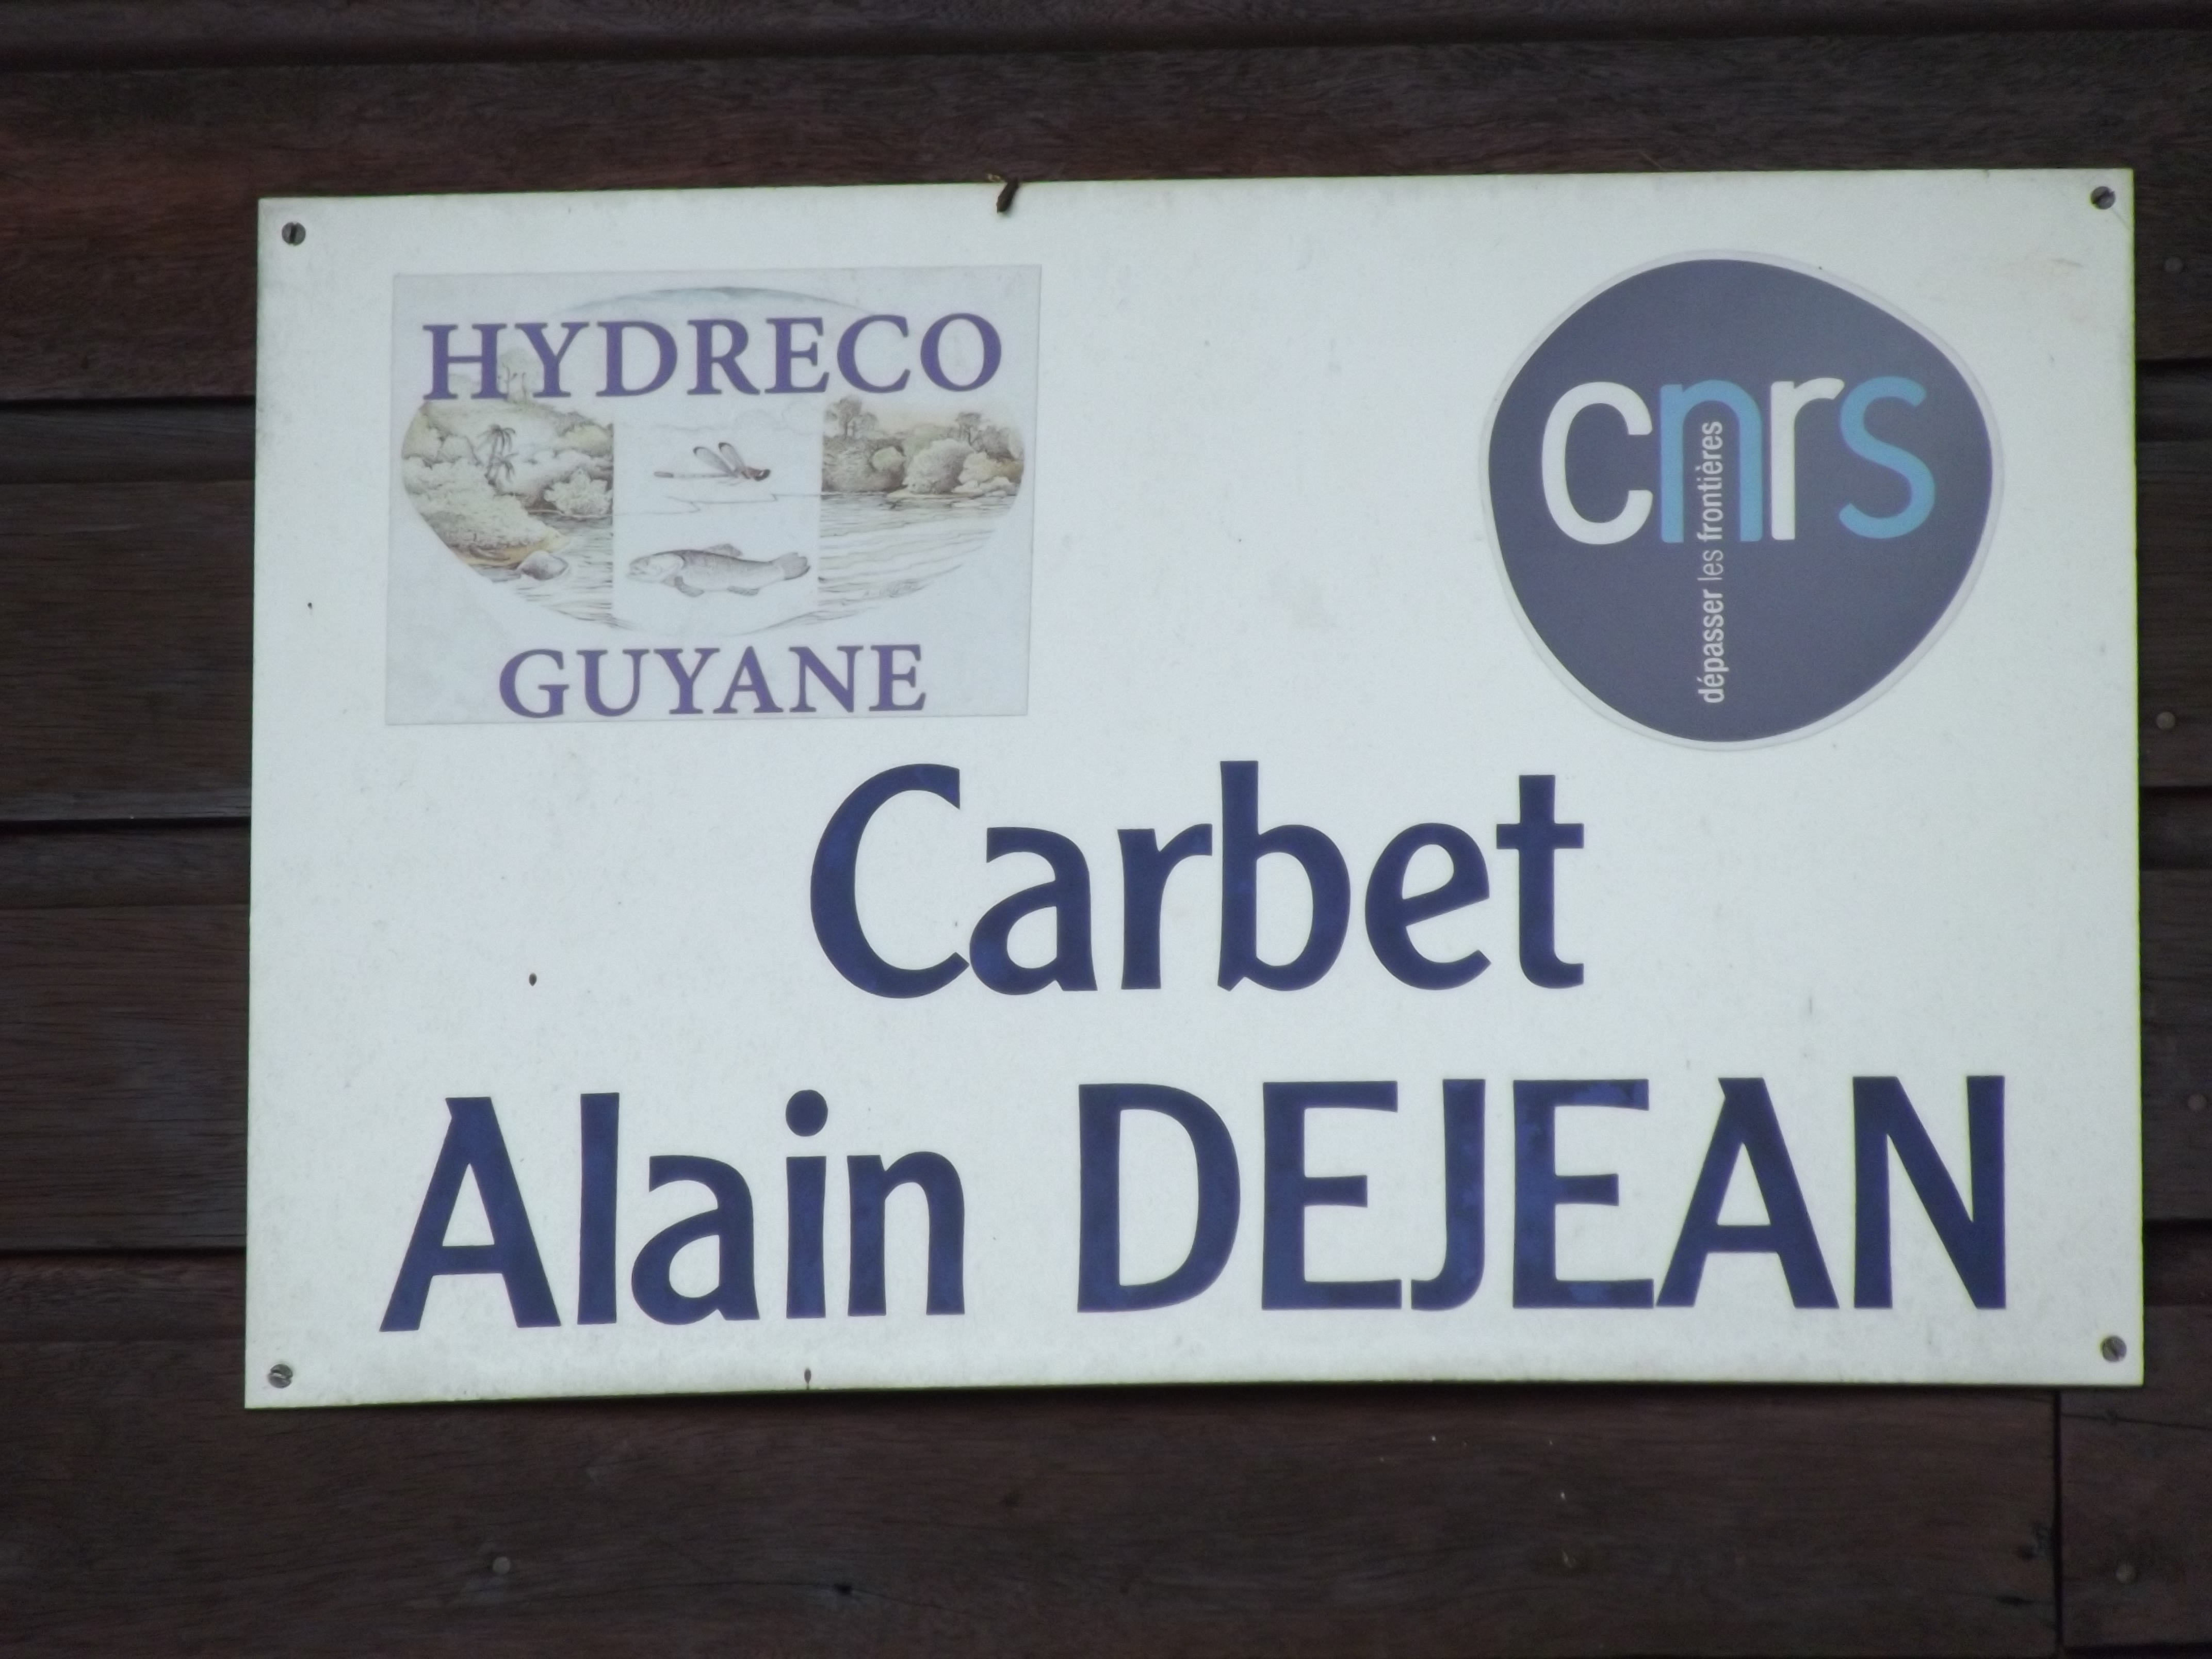 HYDRECO
GUYANE
cnrs
dépasser les frontières
Carbet
Alain DEJEAN